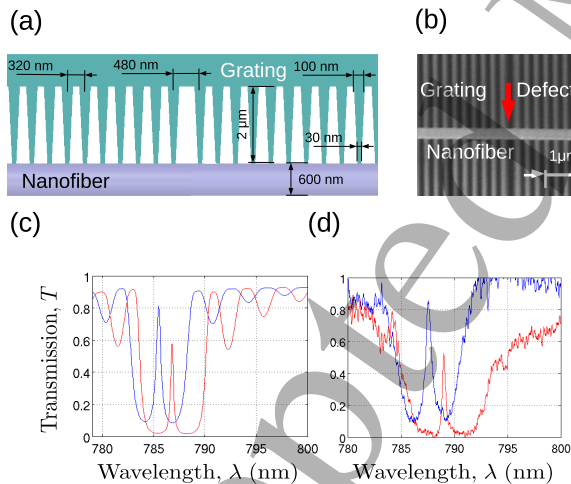 (a)
320 nm
480 nm
Grating
100 nm
2 μm
30 nm
Nanofiber
600 nm
(b)
Grating
Defect
Nanofiber
1μm
(c)
Transmission, T
1
0.8
0.6
0.4
0.2
0
780
785
790
795
800
Wavelength, λ (nm)
(d)
1
0.8
0.6
0.4
0.2
0
780
785
790
795
800
Wavelength, λ (nm)